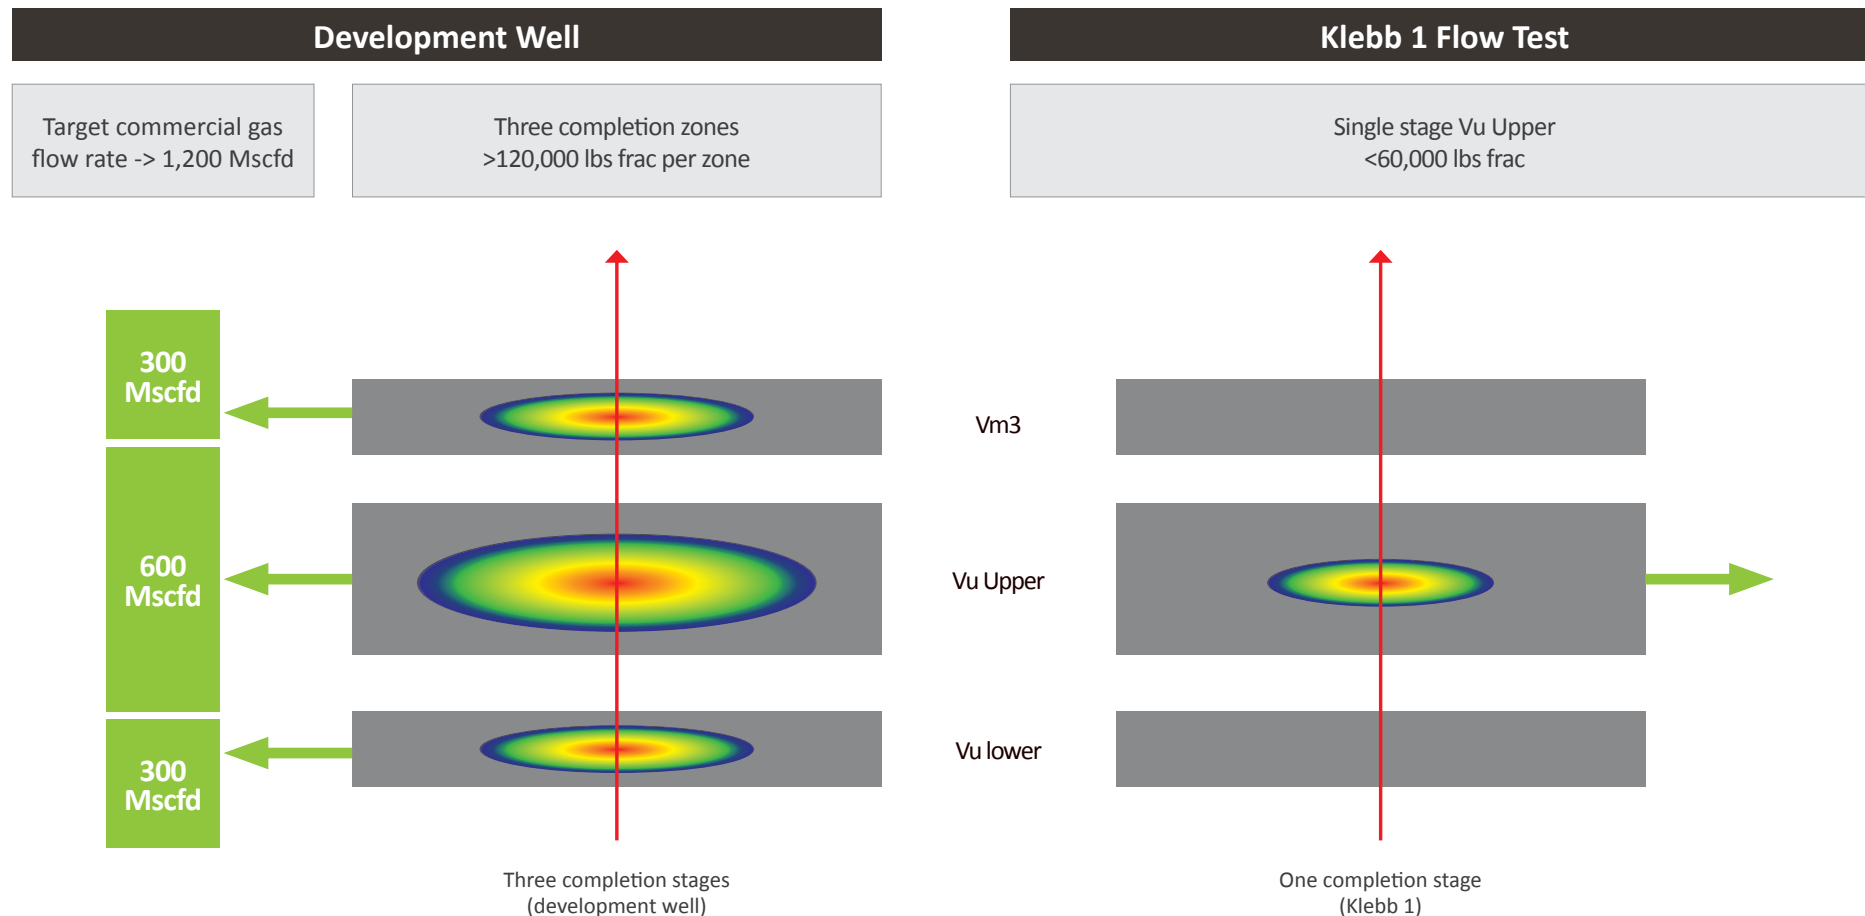 Development Well
Klebb 1 Flow Test
Target commercial gas
flow rate -> 1,200 Mscfd
Three completion zones
>120,000 lbs frac per zone
Single stage Vu Upper
<60,000 lbs frac
300
Mscfd
Vm3
600
Mscfd
Vu Upper
300
Mscfd
Vu lower
Three completion stages
(development well)
One completion stage
(Klebb 1)